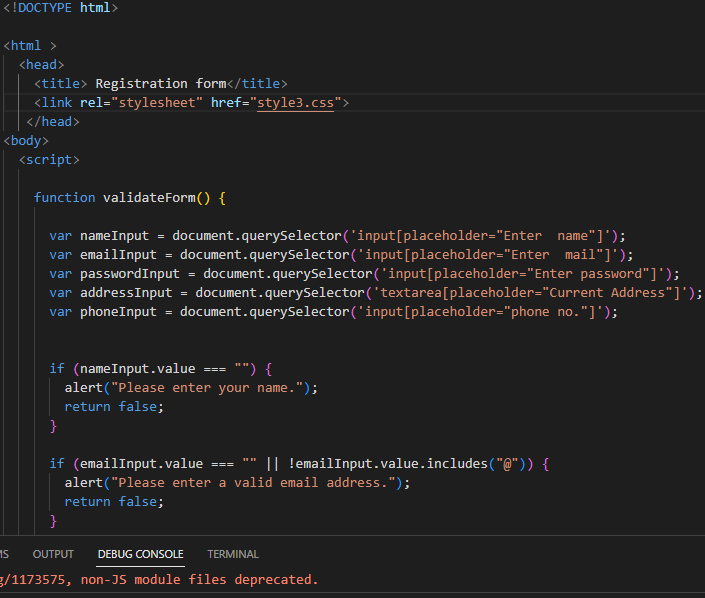 <!DOCTYPE html>
<html >
<head>
<title> Registration form</title>
<link rel="stylesheet" href="style3.css">
</head>
<body>
<script>
function validateForm() {
var nameInput = document.querySelector('input[placeholder="Enter  name"]');
var emailInput = document.querySelector('input[placeholder="Enter  mail"]');
var passwordInput = document.querySelector('input[placeholder="Enter password"]');
var addressInput = document.querySelector('textarea[placeholder="Current Address"]');
var phoneInput = document.querySelector('input[placeholder="phone no."]');
if (nameInput.value === "") {
alert("Please enter your name.");
return false;
}
if (emailInput.value === "" || !emailInput.value.includes("@")) {
alert("Please enter a valid email address.");
return false;
}
MS OUTPUT DEBUG CONSOLE TERMINAL
g/1173575, non-JS module files deprecated.